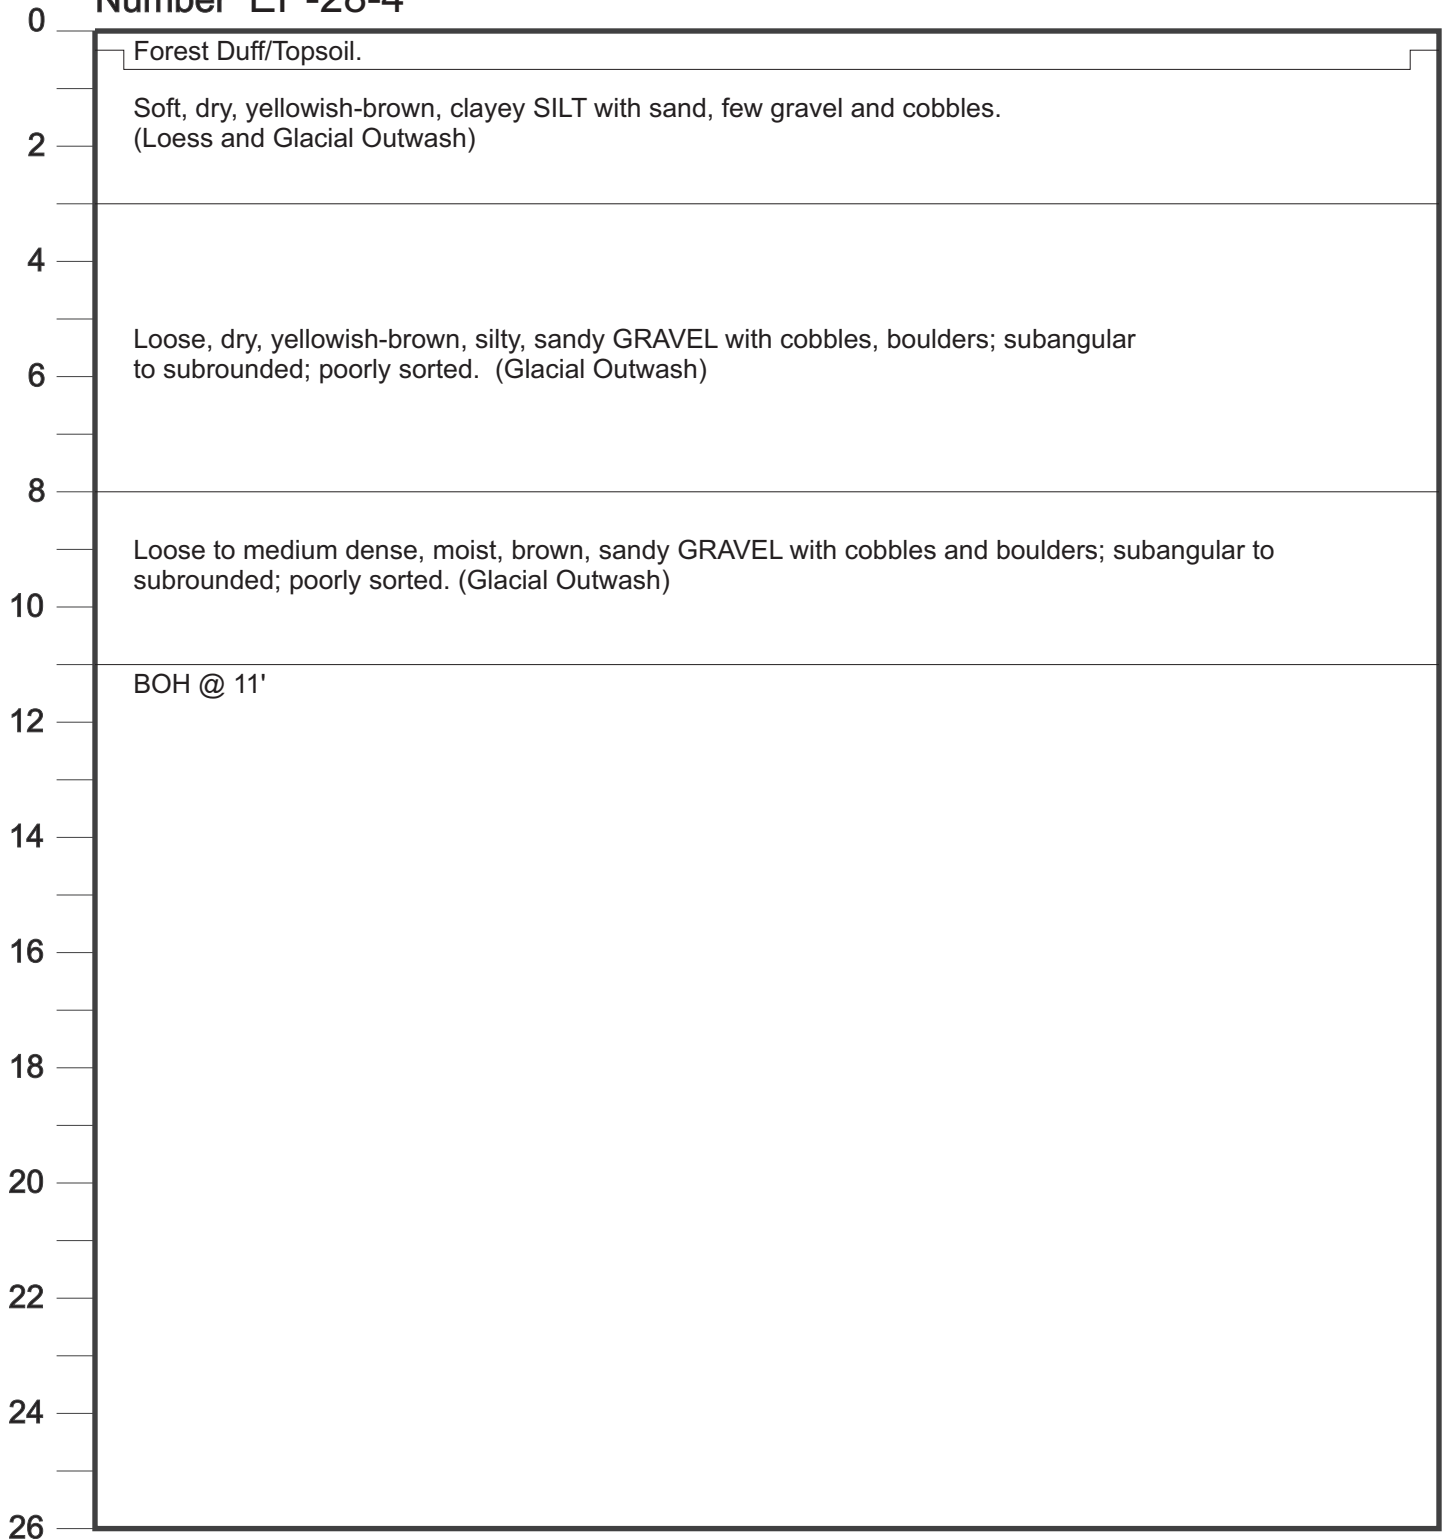 Number EP-28-4
0
Forest Duff/Topsoil.
Soft, dry, yellowish-brown, clayey SILT with sand, few gravel and cobbles.
2
(Loess and Glacial Outwash)
4
Loose, dry, yellowish-brown, silty, sandy GRAVEL with cobbles, boulders; subangular
6
to subrounded; poorly sorted. (Glacial Outwash)
8
Loose to medium dense, moist, brown, sandy GRAVEL with cobbles and boulders; subangular to
subrounded; poorly sorted. (Glacial Outwash)
10
BOH @ 11'
12
14
16
18
20
22
24
26